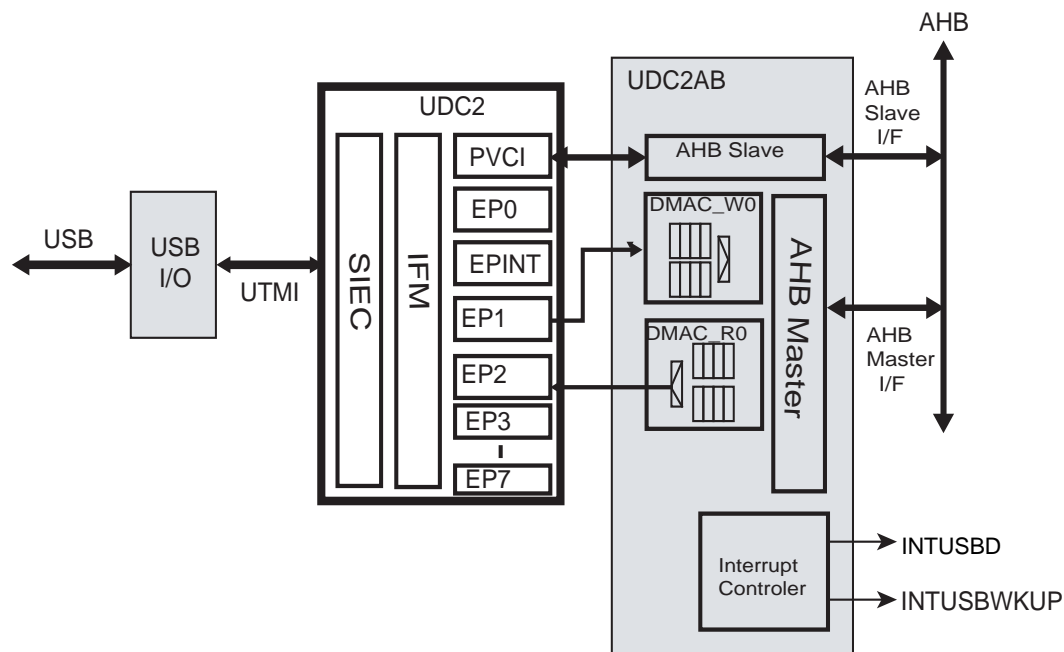 AHB
UDC2AB
AHB
Slave
I/F
UDC2
PVCI
AHB Slave
EP0
DMAC_W0
USB
USB
I/O
UTMI
SIEC
IFM
EPINT
AHB Master
EP1
DMAC_R0
AHB
Master
I/F
EP2
EP3
EP7
Interrupt
Controler
INTUSBD
INTUSBWKUP